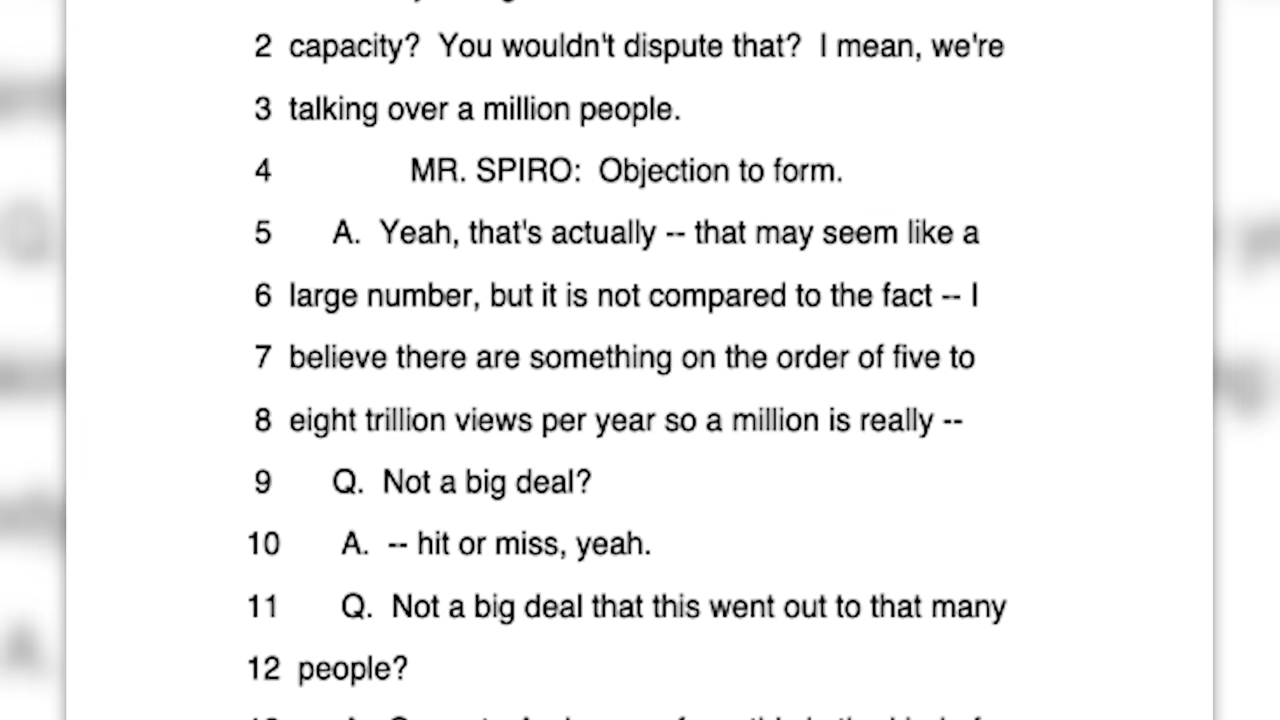 2 capacity? You wouldn't dispute that? I mean, we're
3 talking over a million people.
4 MR. SPIRO: Objection to form.
5 A. Yeah, that's actually -- that may seem like a
6 large number, but it is not compared to the fact -- I
7 believe there are something on the order of five to
8 eight trillion views per year so a million is really --
9 Q. Not a big deal?
10 A. -- hit or miss, yeah.
11 Q. Not a big deal that this went out to that many
12 people?